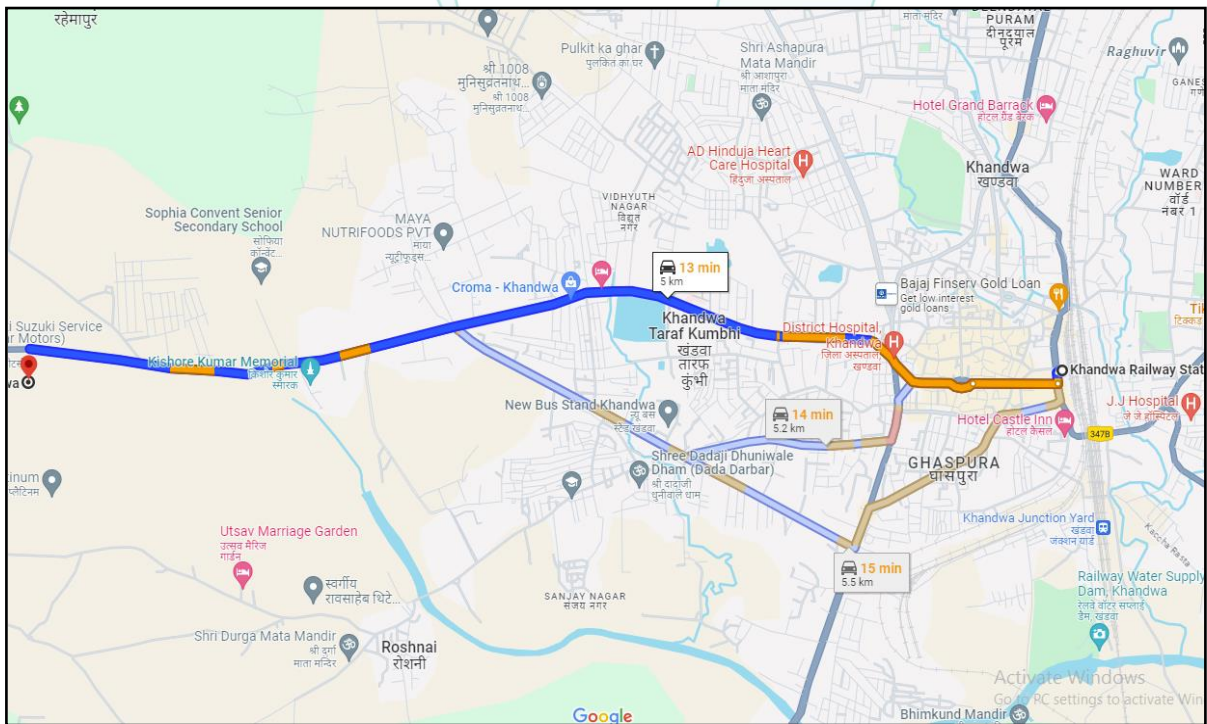 रहेमापुर
Pulkit ka ghar
पुलकित का घर
श्री 1008
मुनिसुव्रतनाथ...
श्री 1008
मुनिसुव्रतनाथ...
Shri Ashapura
Mata Mandir
श्री आशापुरा
माता मंदिर
माता मंदिर
PURAM
दीनदयाल
पूरम
Raghuvir
GANES
Hotel Grand Barrack
होटल ग्रैंड बैरक
AD Hinduja Heart
Care Hospital
हिंदुजा अस्पताल
Khandwa
खण्डवा
WARD
NUMBER
वॉर्ड
नंबर 1
VIDHYUTH
NAGAR
विद्युत
नगर
Sophia Convent Senior
Secondary School
सोफिया
कॉन्वेंट...
MAYA
NUTRIFOODS PVT
माया
न्यूट्रीफूड्स...
13 min
5 km
Croma - Khandwa
Bajaj Finserv Gold Loan
Get low interest
gold loans
i Suzuki Service
ar Motors)
Khandwa
Taraf Kumbhi
खंडवा
तारफ
कुंभी
District Hospital,
Khandwa
जिला अस्पताल,
खण्डवा
Kishore Kumar Memorial
किशोर कुमार
स्मारक
wa
Khandwa Railway Stat
New Bus Stand Khandwa
न्यू बस
स्टैंड खंडवा
14 min
5.2 km
Hotel Castle Inn
होटल कैसल
J.J Hospital
जे जे हॉस्पिटल
347B
Shree Dadaji Dhuniwale
Dham (Dada Darbar)
श्री दादाजी
धुनीवाले धाम
GHASPURA
घासपुरा
inum
प्लैटिनम
Utsav Marriage Garden
उत्सव मैरिज
गार्डन
Khandwa Junction Yard
खंडवा
जंक्शन यार्ड
Kaccha Rasta
15 min
5.5 km
स्वर्गीय
रावसाहेब थिटे...
SANJAY NAGAR
संजय नगर
Railway Water Supply
Dam, Khandwa
रेलवे वॉटर सप्लाई
डैम, खंडवा
Shri Durga Mata Mandir
श्री दुर्गा
माता मन्दिर
Roshnai
रोशनी
Activate Windows
Go to PC settings to activate Win
Google
Bhimkund Mandir